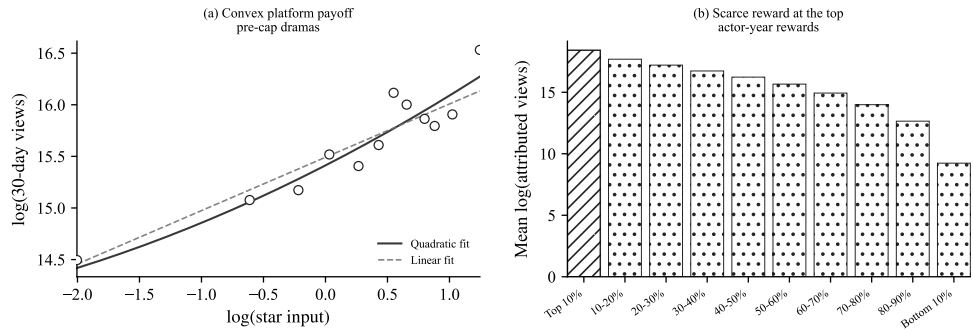 (a) Convex platform payoff
pre-cap dramas
log(30-day views)
16.5
16.0
15.5
15.0
14.5
−2.0
−1.5
−1.0
−0.5
0.0
0.5
1.0
log(star input)
Quadratic fit
Linear fit
(b) Scarce reward at the top
actor-year rewards
Mean log(attributed views)
15
10
5
0
Top 10%
10-20%
20-30%
30-40%
40-50%
50-60%
60-70%
70-80%
80-90%
Bottom 10%